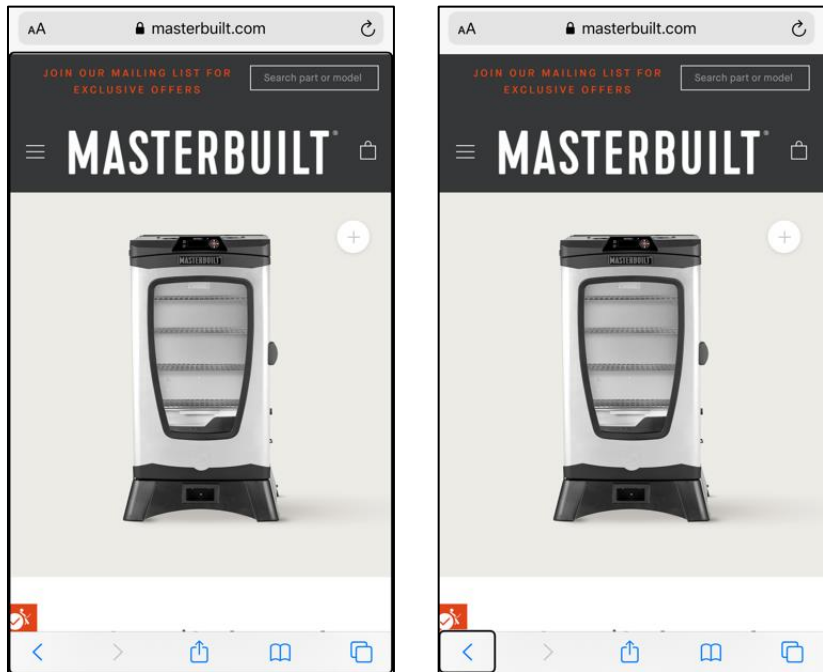 AA masterbuilt.com
JOIN OUR MAILING LIST FOR
EXCLUSIVE OFFERS
Search part or model
MASTERBUILT®
MASTERBUILT
AA masterbuilt.com
JOIN OUR MAILING LIST FOR
EXCLUSIVE OFFERS
Search part or model
MASTERBUILT®
MASTERBUILT